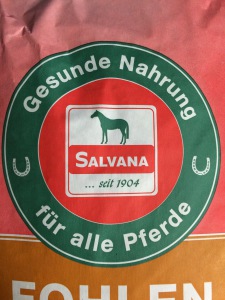 Gesunde Nahrung
SALVANA
... seit 1904
für alle Pferde
FOHLEN